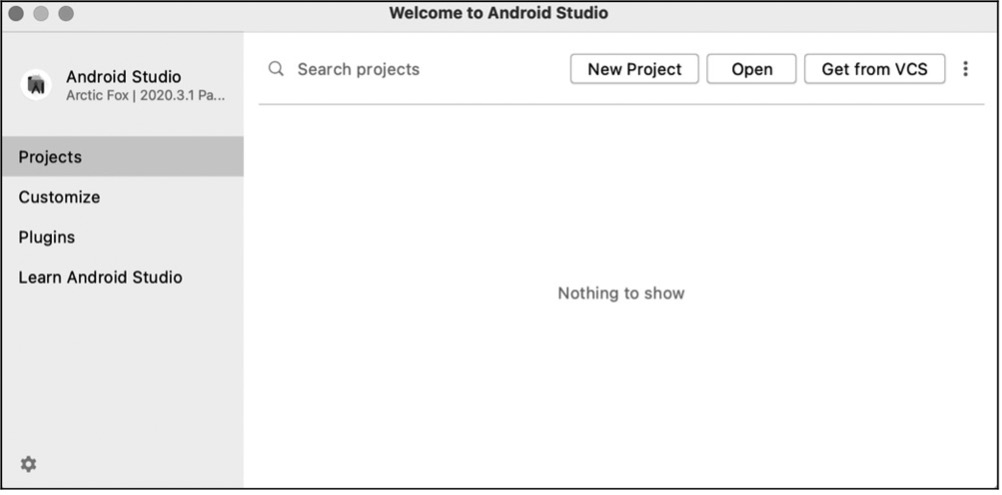 Welcome to Android Studio
Android Studio
Arctic Fox | 2020.3.1 Pa...
Search projects
New Project
Open
Get from VCS
Projects
Customize
Plugins
Learn Android Studio
Nothing to show